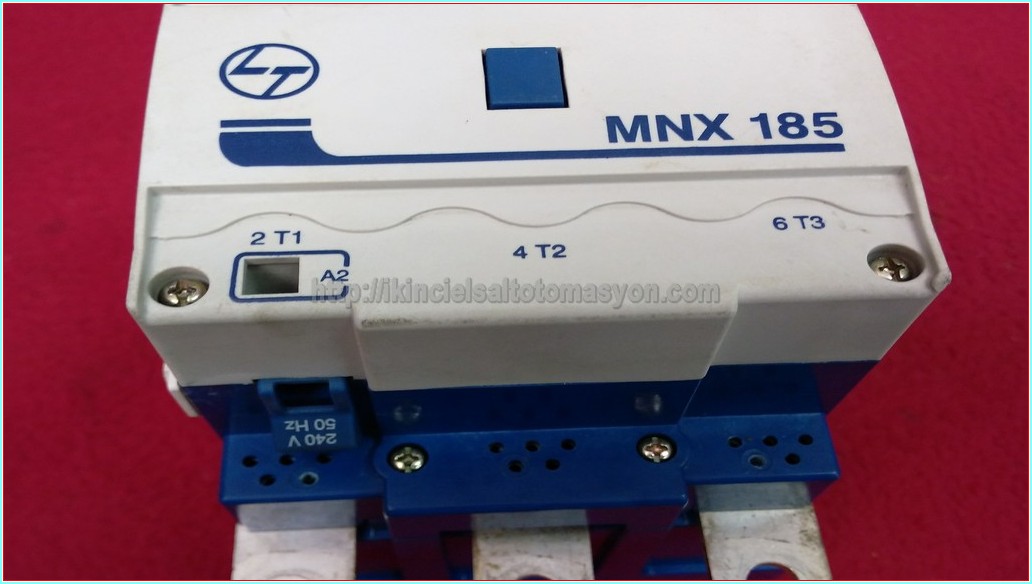 LT
MNX 185
2 T1
4 T2
6 T3
A2
http://ikincielsaltotomasyon.com
240 V
50 Hz